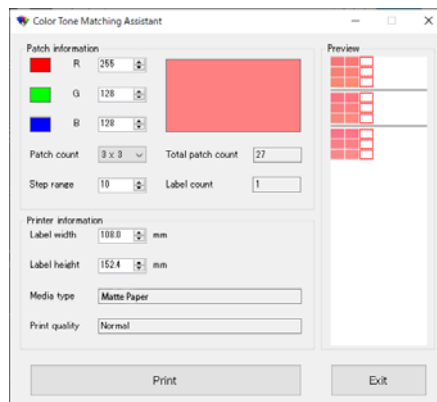 Color Tone Matching Assistant
Patch information
R 255
G 128
B 128
Patch count 3 x 3 Total patch count 27
Step range 10 Label count 1
Printer information
Label width 108.0 mm
Label height 152.4 mm
Media type Matte Paper
Print quality Normal
Preview
Print
Exit